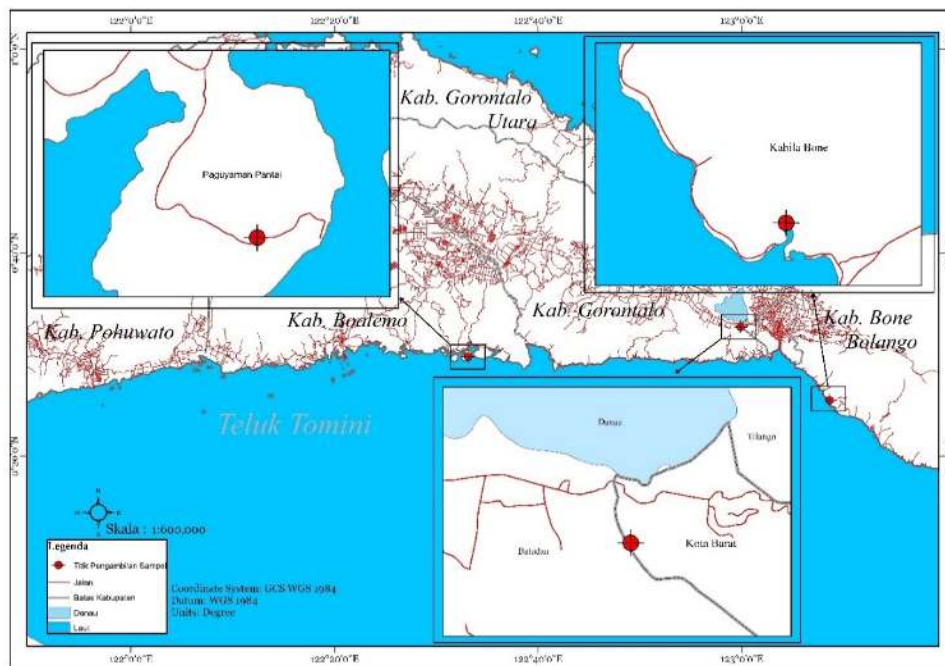 122°0'0"E 122°20'0"E 122°40'0"E 123°0'0"E
Kab. Gorontalo
Utara
Paguyaman Pantai
Kabila Bone
Kab. Pohuwato
Kab. Boalemo
Kab. Gorontalo
Kab. Bone
Bolango
Teluk Tomini
Danau
Tilango
Batudaa
Kota Barat
Skala : 1:600,000
Legenda
Titik Pengambilan Sampel
Jalan
Batas Kabupaten
Danau
Laut
Coordinate System: GCS WGS 1984
Datum: WGS 1984
Units: Degree
122°0'0"E 122°20'0"E 122°40'0"E 123°0'0"E